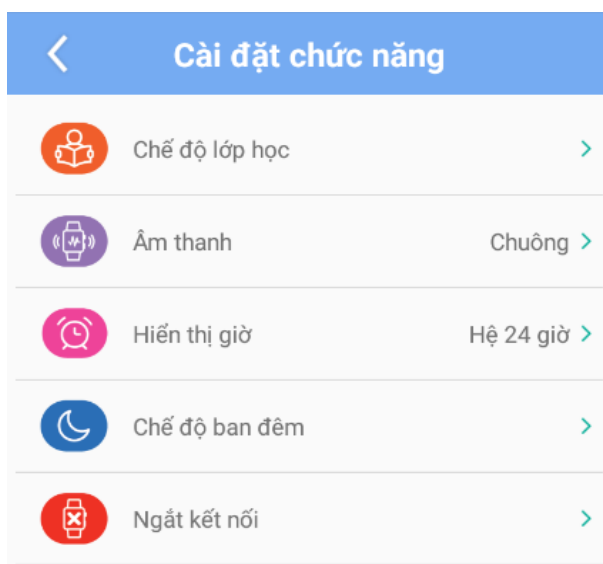 Cài đặt chức năng
Chế độ lớp học
Âm thanh Chuông
Hiển thị giờ Hệ 24 giờ
Chế độ ban đêm
Ngắt kết nối